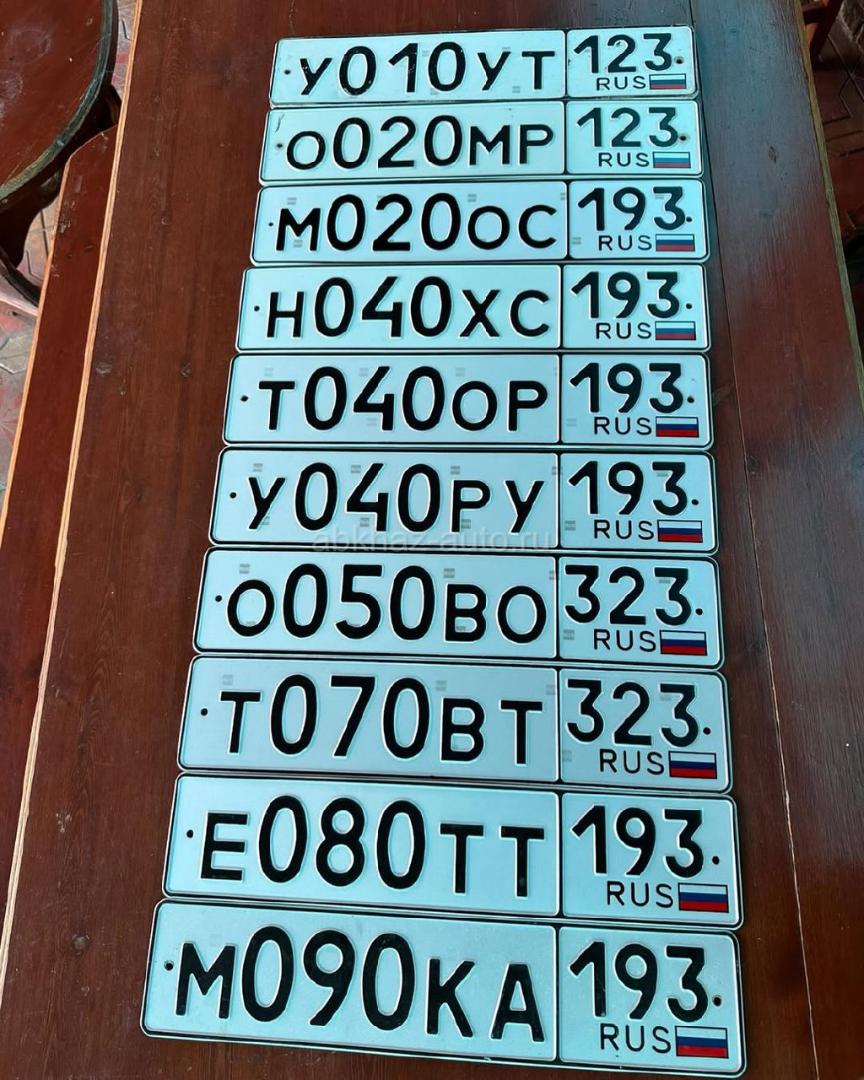 У010УТ 123 RUS
О020МР 123 RUS
М020ОС 193 RUS
Н040ХС 193 RUS
Т040ОР 193 RUS
У040РУ 193 RUS
abkhaz-auto.ru
О050ВО 323 RUS
Т070ВТ 323 RUS
Е080ТТ 193 RUS
М090КА 193 RUS